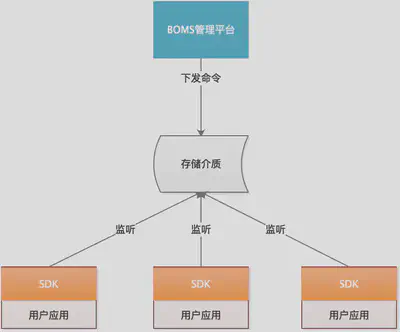 BOMS管理平台
下发命令
存储介质
监听 监听 监听
SDK SDK SDK
用户应用 用户应用 用户应用